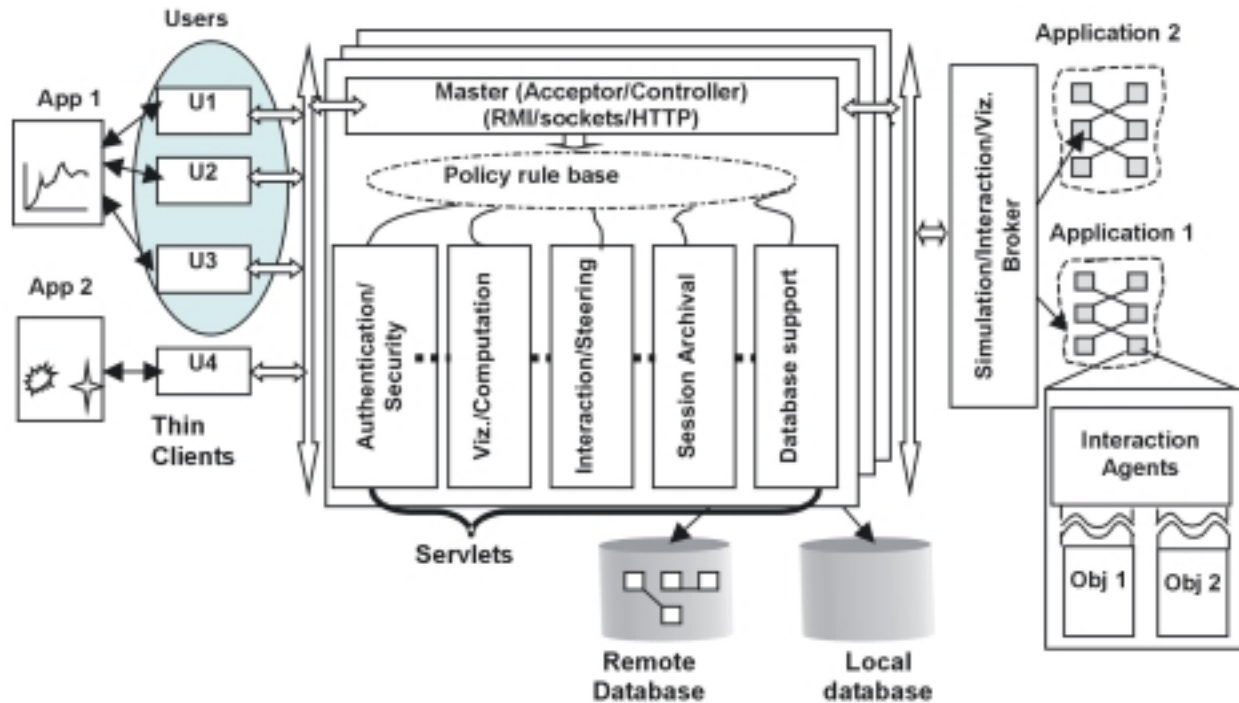 Users
App 1
U1
U2
U3
App 2
U4
Thin
Clients
Master (Acceptor/Controller)
(RMI/sockets/HTTP)
Policy rule base
Authentication/
Security
Viz./Computation
Interaction/Steering
Session Archival
Database support
Servlets
Remote
Database
Local
database
Simulation/Interaction/Viz.
Broker
Application 2
Application 1
Interaction
Agents
Obj 1
Obj 2